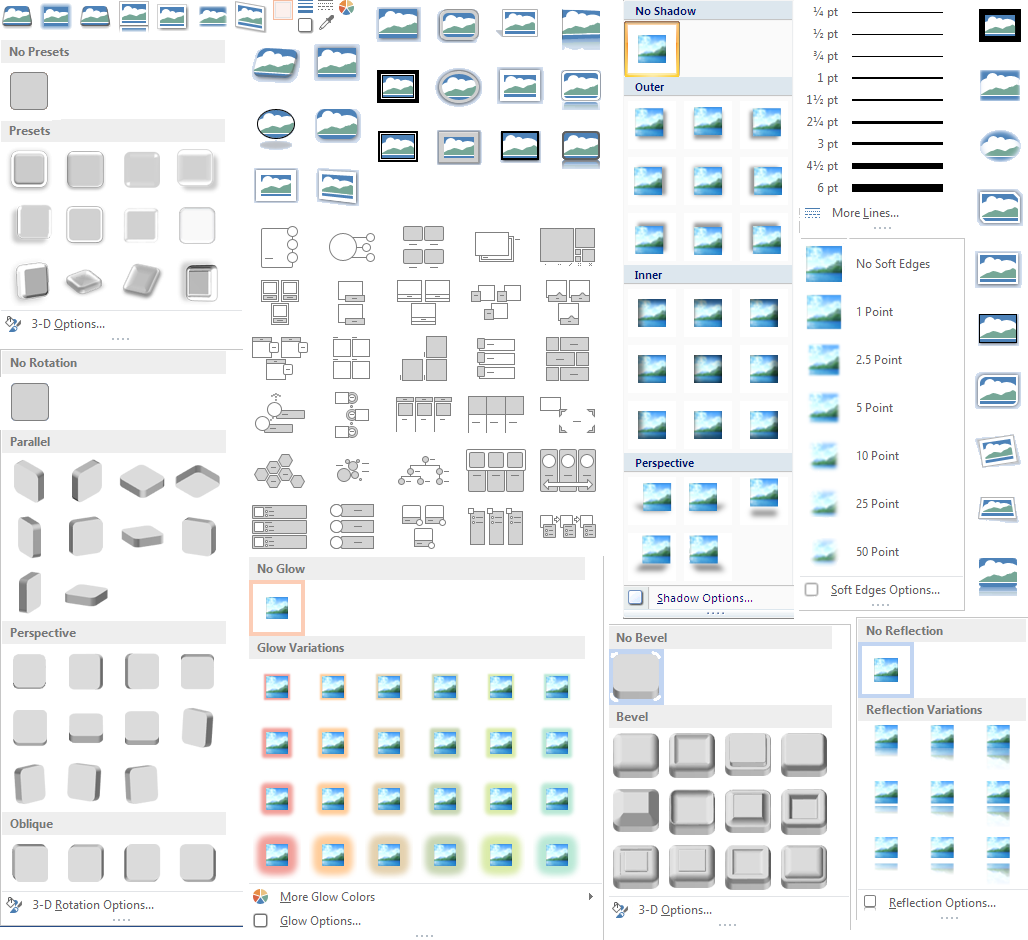 No Presets
Presets
3-D Options...
No Rotation
Parallel
Perspective
Oblique
3-D Rotation Options...
No Glow
Glow Variations
More Glow Colors
Glow Options...
No Shadow
Outer
Inner
Perspective
Shadow Options...
No Bevel
Bevel
3-D Options...
¼ pt
½ pt
¾ pt
1 pt
1½ pt
2¼ pt
3 pt
4½ pt
6 pt
More Lines...
No Soft Edges
1 Point
2.5 Point
5 Point
10 Point
25 Point
50 Point
Soft Edges Options...
No Reflection
Reflection Variations
Reflection Options...